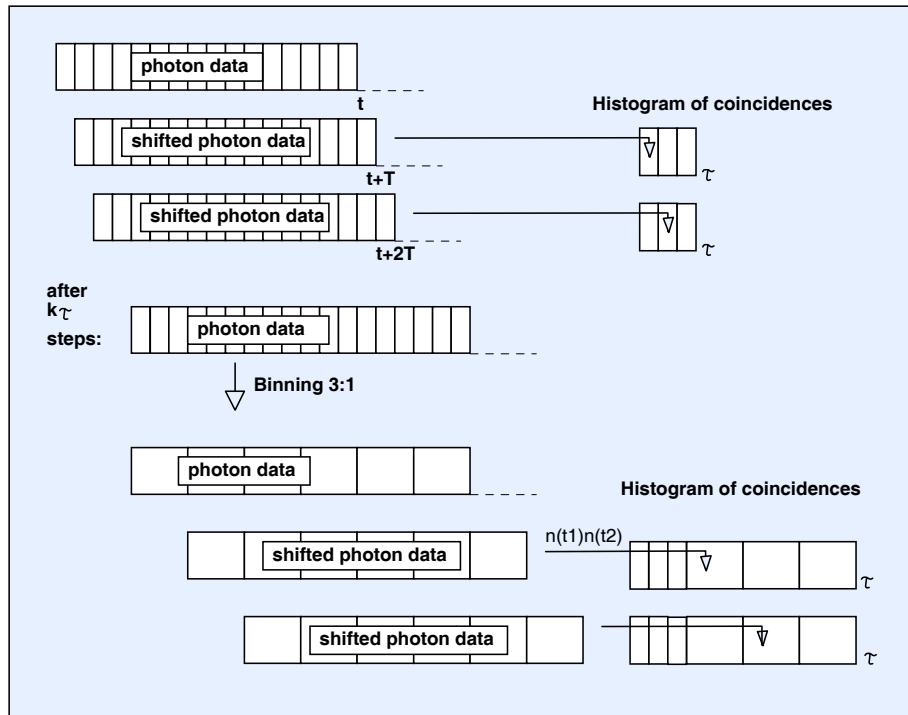 photon data
t
Histogram of coincidences
shifted photon data
t+T
τ
shifted photon data
t+2T
τ
after
kτ
steps:
photon data
Binning 3:1
photon data
Histogram of coincidences
shifted photon data
n(t1)n(t2)
τ
shifted photon data
τ